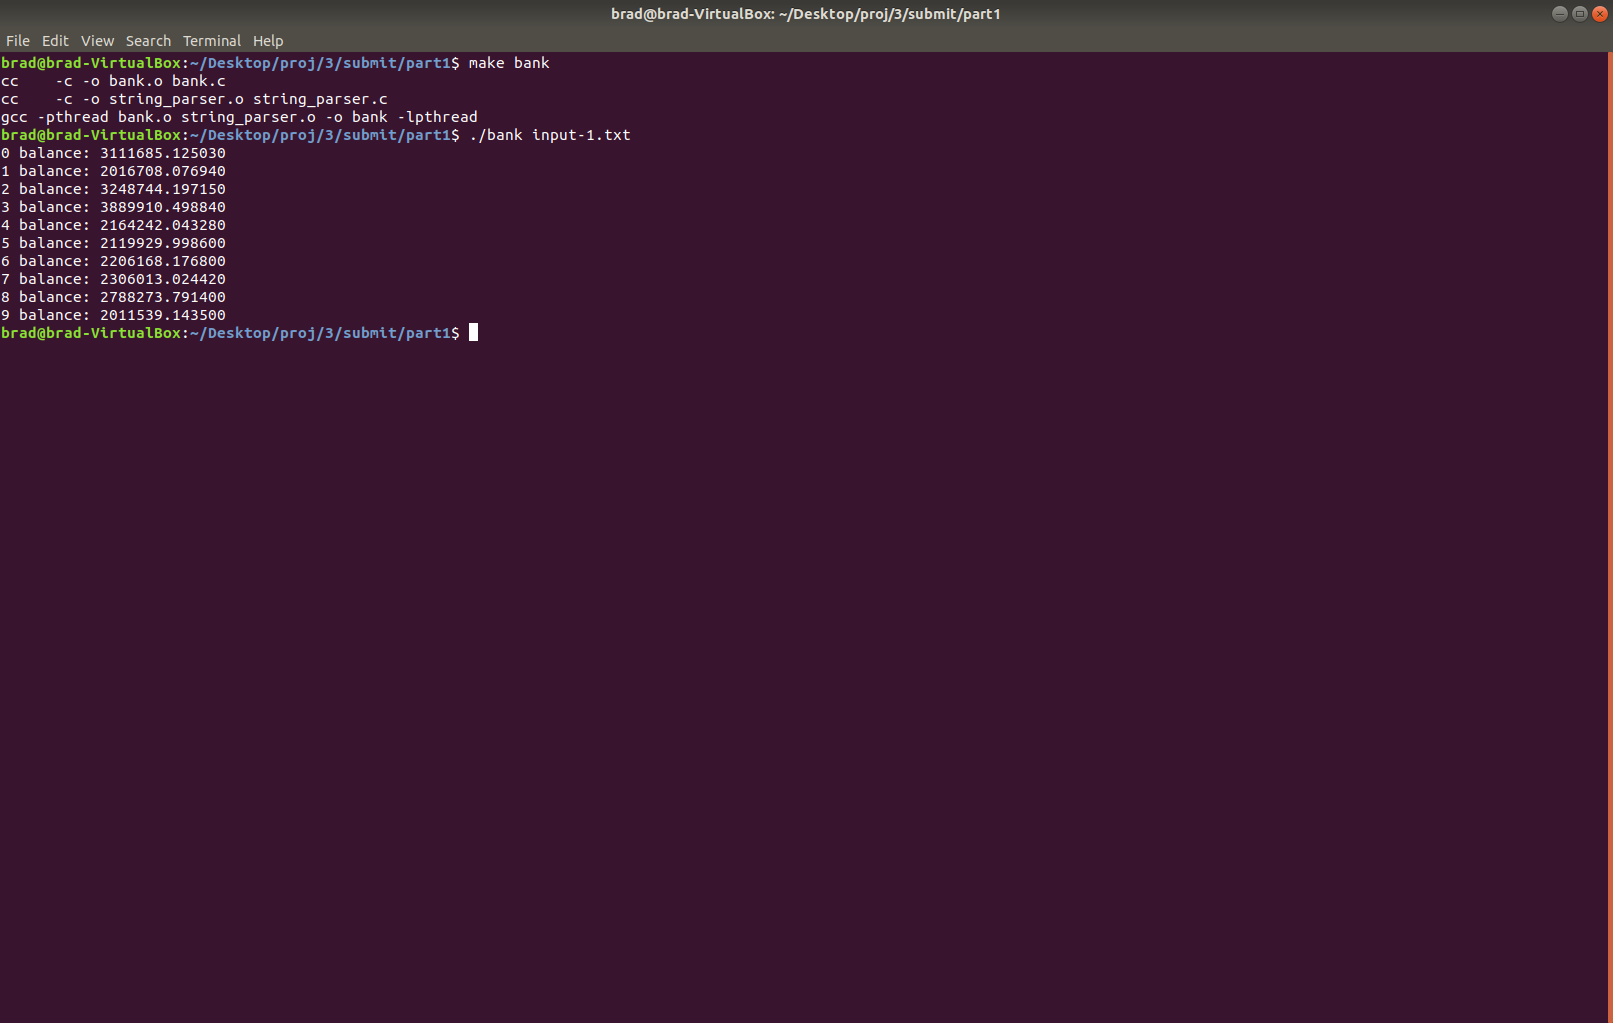 brad@brad-VirtualBox: ~/Desktop/proj/3/submit/part1
File Edit View Search Terminal Help
brad@brad-VirtualBox:~/Desktop/proj/3/submit/part1$ make bank
cc    -c -o bank.o bank.c
cc    -c -o string_parser.o string_parser.c
gcc -pthread bank.o string_parser.o -o bank -lpthread
brad@brad-VirtualBox:~/Desktop/proj/3/submit/part1$ ./bank input-1.txt
0 balance: 3111685.125030
1 balance: 2016708.076940
2 balance: 3248744.197150
3 balance: 3889910.498840
4 balance: 2164242.043280
5 balance: 2119929.998600
6 balance: 2206168.176800
7 balance: 2306013.024420
8 balance: 2788273.791400
9 balance: 2011539.143500
brad@brad-VirtualBox:~/Desktop/proj/3/submit/part1$